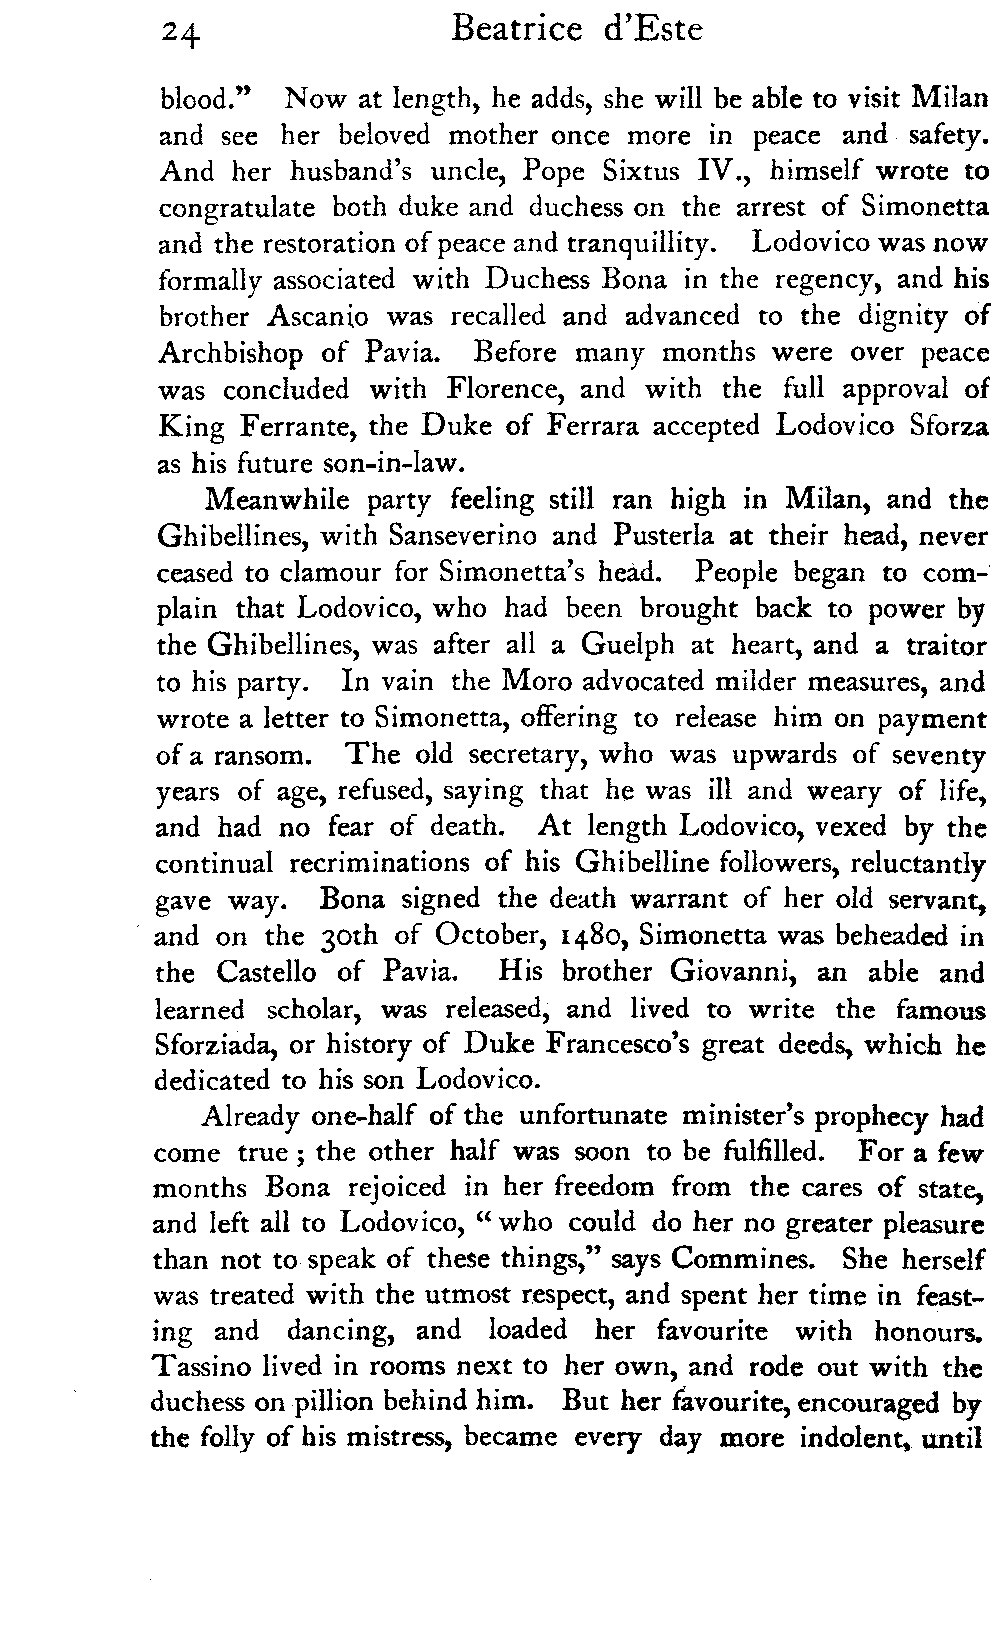 24 Beatrice d'Este
blood." Now at length, he adds, she will be able to visit Milan
and see her beloved mother once more in peace and safety.
And her husband's uncle, Pope Sixtus IV., himself wrote to
congratulate both duke and duchess on the arrest of Simonetta
and the restoration of peace and tranquillity. Lodovico was now
formally associated with Duchess Bona in the regency, and his
brother Ascanio was recalled and advanced to the dignity of
Archbishop of Pavia. Before many months were over peace
was concluded with Florence, and with the full approval of
King Ferrante, the Duke of Ferrara accepted Lodovico Sforza
as his future son-in-law.
Meanwhile party feeling still ran high in Milan, and the
Ghibellines, with Sanseverino and Pusterla at their head, never
ceased to clamour for Simonetta's head. People began to com-
plain that Lodovico, who had been brought back to power by
the Ghibellines, was after all a Guelph at heart, and a traitor
to his party. In vain the Moro advocated milder measures, and
wrote a letter to Simonetta, offering to release him on payment
of a ransom. The old secretary, who was upwards of seventy
years of age, refused, saying that he was ill and weary of life,
and had no fear of death. At length Lodovico, vexed by the
continual recriminations of his Ghibelline followers, reluctantly
gave way. Bona signed the death warrant of her old servant,
and on the 30th of October, 1480, Simonetta was beheaded in
the Castello of Pavia. His brother Giovanni, an able and
learned scholar, was released, and lived to write the famous
Sforziada, or history of Duke Francesco's great deeds, which he
dedicated to his son Lodovico.
Already one-half of the unfortunate minister's prophecy had
come true ; the other half was soon to be fulfilled. For a few
months Bona rejoiced in her freedom from the cares of state,
and left all to Lodovico, "who could do her no greater pleasure
than not to speak of these things," says Commines. She herself
was treated with the utmost respect, and spent her time in feast-
ing and dancing, and loaded her favourite with honours.
Tassino lived in rooms next to her own, and rode out with the
duchess on pillion behind him. But her favourite, encouraged by
the folly of his mistress, became every day more indolent, until